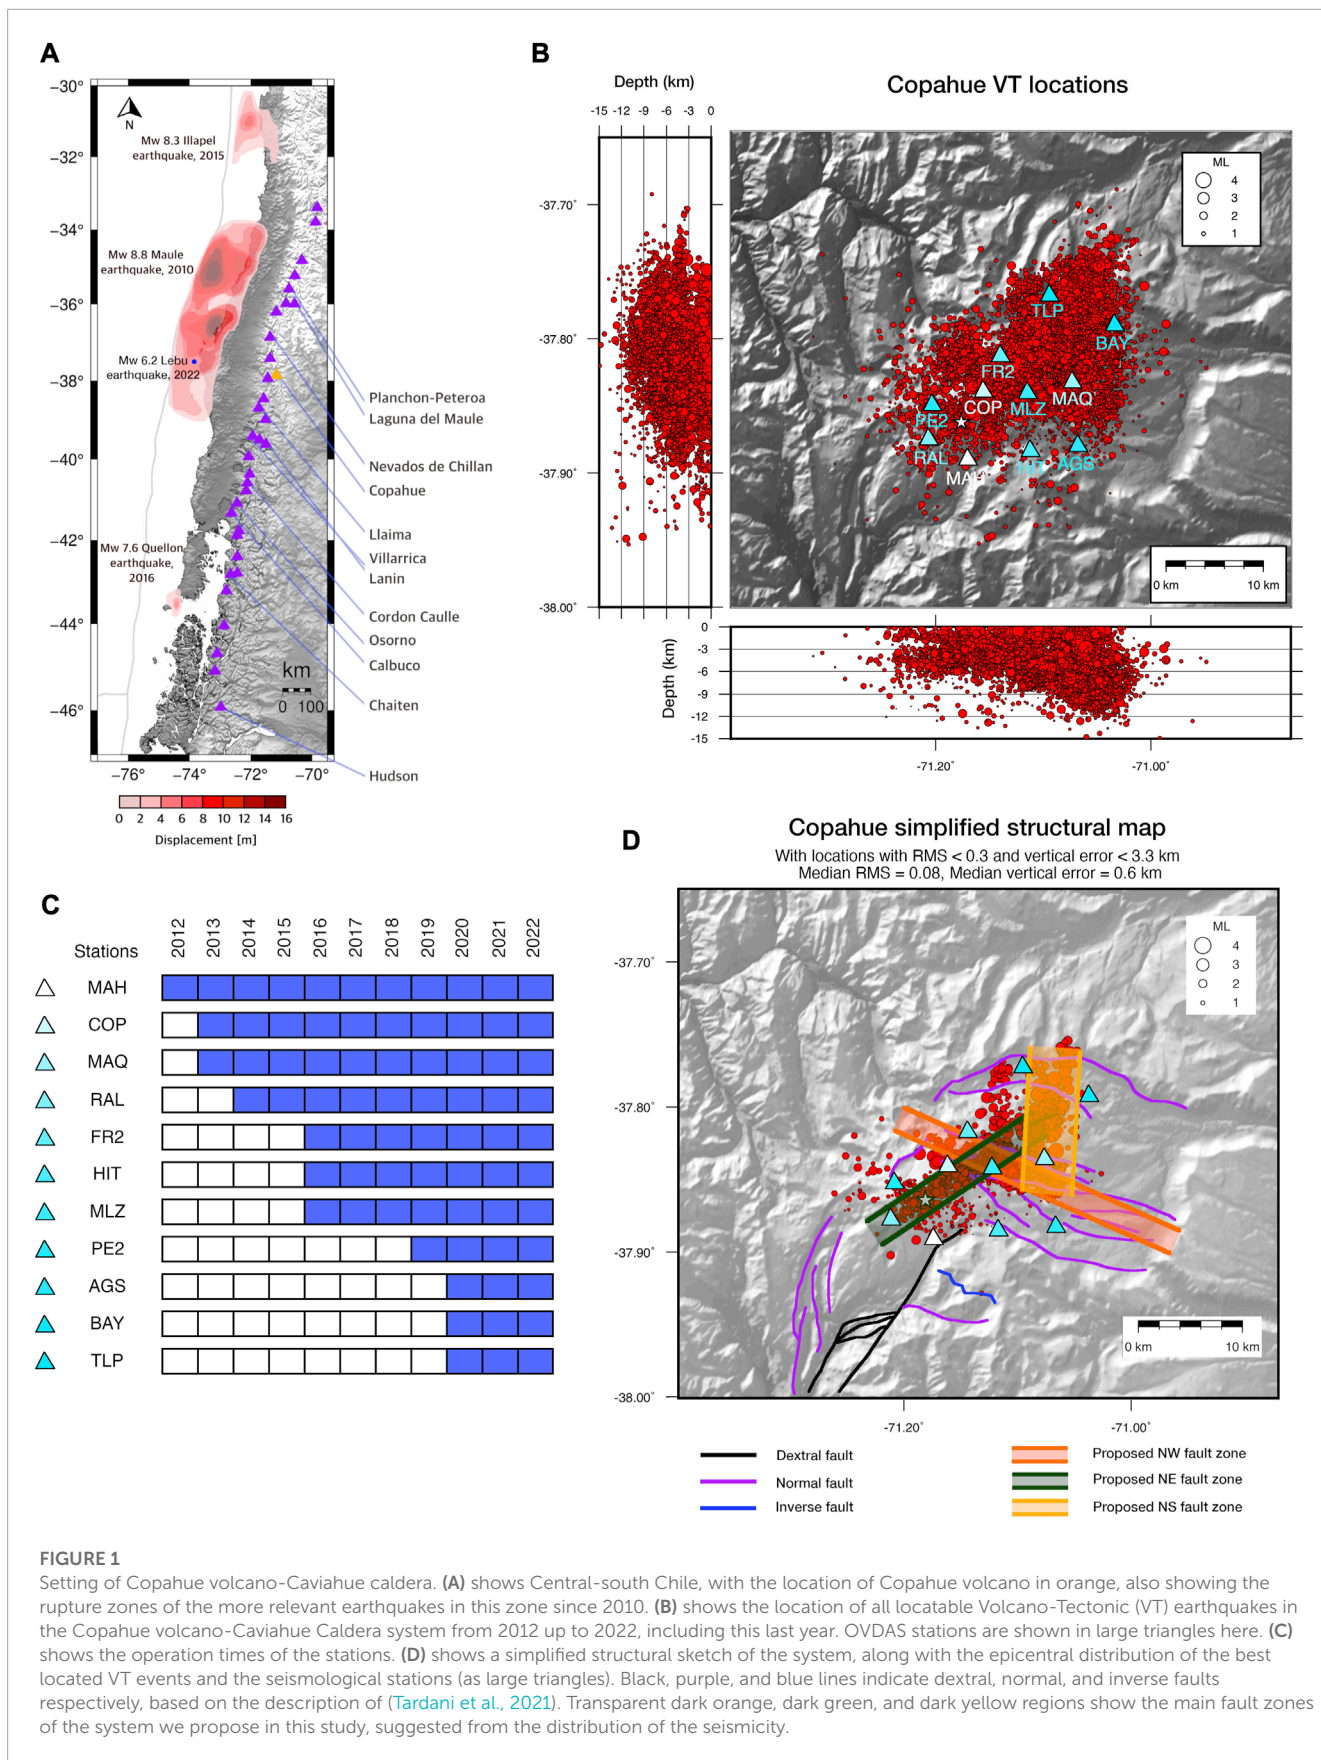 A
−30°
−32°
−34°
−36°
−38°
−40°
−42°
−44°
−46°
N
Mw 8.3 Illapel
earthquake, 2015
Mw 8.8 Maule
earthquake, 2010
Mw 6.2 Lebu
earthquake, 2022
Mw 7.6 Quellon
earthquake,
2016
km
0 100
−76° −74° −72° −70°
Planchon-Peteroa
Laguna del Maule
Nevados de Chillan
Copahue
Llaima
Villarrica
Lanin
Cordon Caulle
Osorno
Calbuco
Chaiten
Hudson
0 2 4 6 8 10 12 14 16
Displacement [m]
B
Depth (km)
-15 -12 -9 -6 -3 0
Copahue VT locations
-37.70°
-37.80°
-37.90°
-38.00°
ML
4
3
2
1
TLP
BAY
FR2
COP
MLZ
MAQ
PE2
RAL
MAH
HIT
AGS
0 km 10 km
Depth (km)
0
-3
-6
-9
-12
-15
-71.20° -71.00°
C
Stations
2012 2013 2014 2015 2016 2017 2018 2019 2020 2021 2022
MAH
COP
MAQ
RAL
FR2
HIT
MLZ
PE2
AGS
BAY
TLP
D
Copahue simplified structural map
With locations with RMS < 0.3 and vertical error < 3.3 km
Median RMS = 0.08, Median vertical error = 0.6 km
-37.70°
-37.80°
-37.90°
-38.00°
ML
4
3
2
1
0 km 10 km
-71.20° -71.00°
Dextral fault
Normal fault
Inverse fault
Proposed NW fault zone
Proposed NE fault zone
Proposed NS fault zone
FIGURE 1
Setting of Copahue volcano-Caviahue caldera. (A) shows Central-south Chile, with the location of Copahue volcano in orange, also showing the
rupture zones of the more relevant earthquakes in this zone since 2010. (B) shows the location of all locatable Volcano-Tectonic (VT) earthquakes in
the Copahue volcano-Caviahue Caldera system from 2012 up to 2022, including this last year. OVDAS stations are shown in large triangles here. (C)
shows the operation times of the stations. (D) shows a simplified structural sketch of the system, along with the epicentral distribution of the best
located VT events and the seismological stations (as large triangles). Black, purple, and blue lines indicate dextral, normal, and inverse faults
respectively, based on the description of (Tardani et al., 2021). Transparent dark orange, dark green, and dark yellow regions show the main fault zones
of the system we propose in this study, suggested from the distribution of the seismicity.